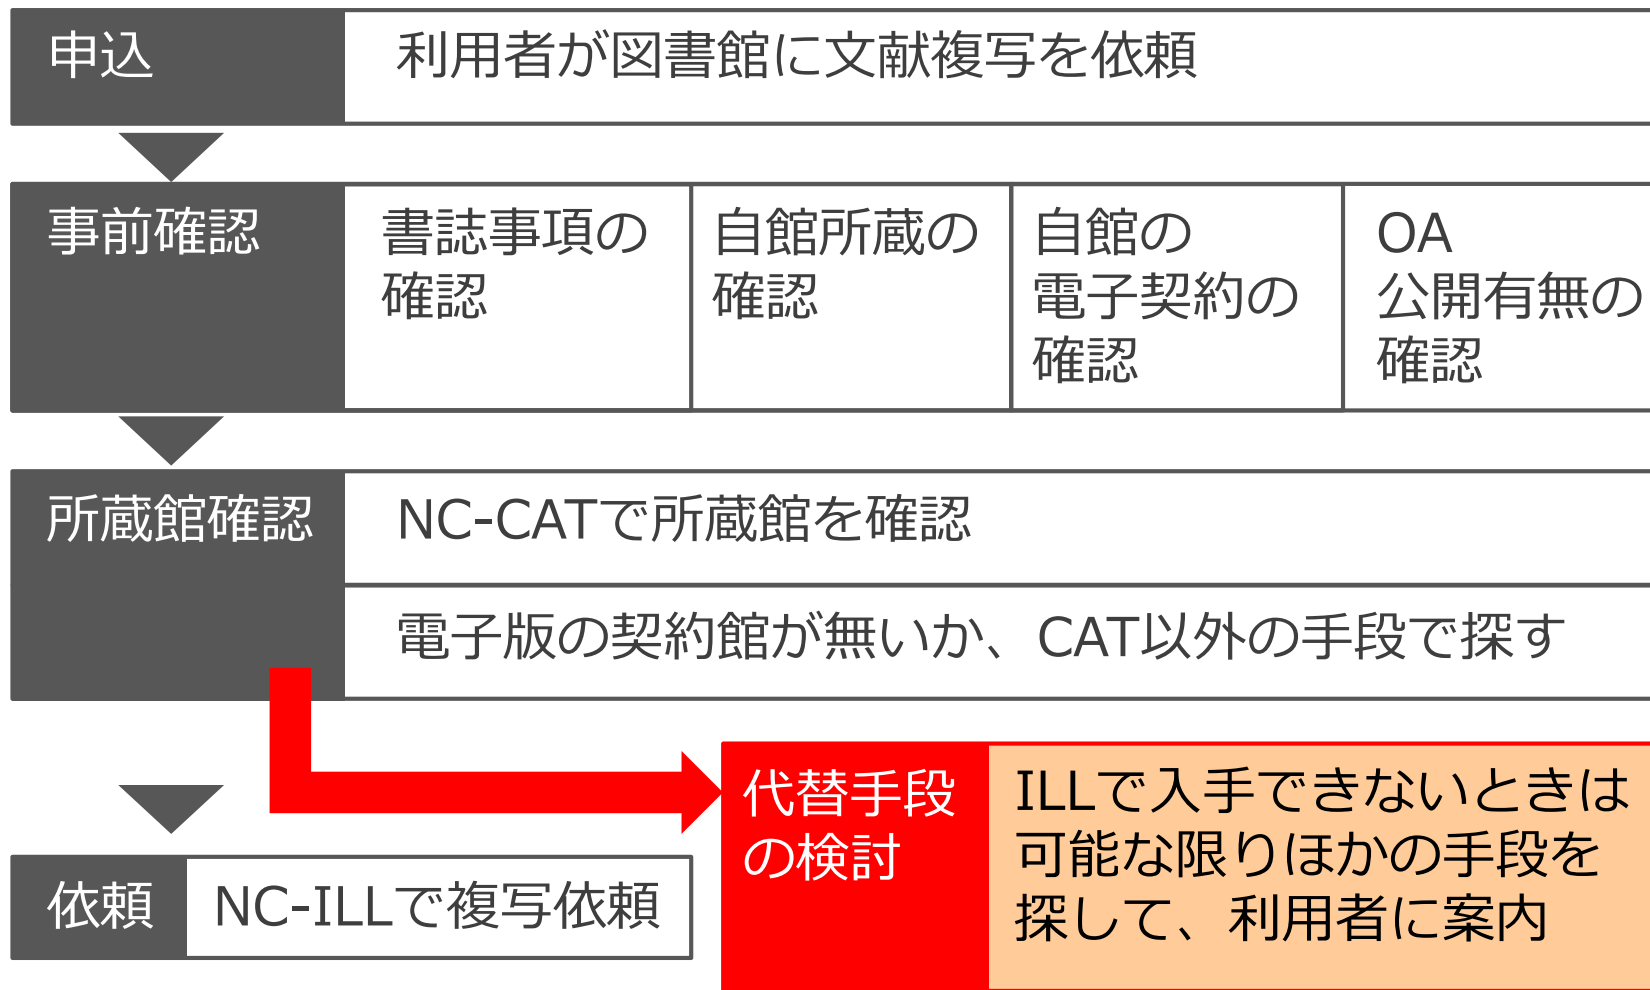 申込
利用者が図書館に文献複写を依頼
事前確認
書誌事項の
確認
自館所蔵の
確認
自館の
電子契約の
確認
OA
公開有無の
確認
所蔵館確認
NC-CATで所蔵館を確認
電子版の契約館が無いか、CAT以外の手段で探す
代替手段
の検討
ILLで入手できないときは
可能な限りほかの手段を
探して、利用者に案内
依頼
NC-ILLで複写依頼